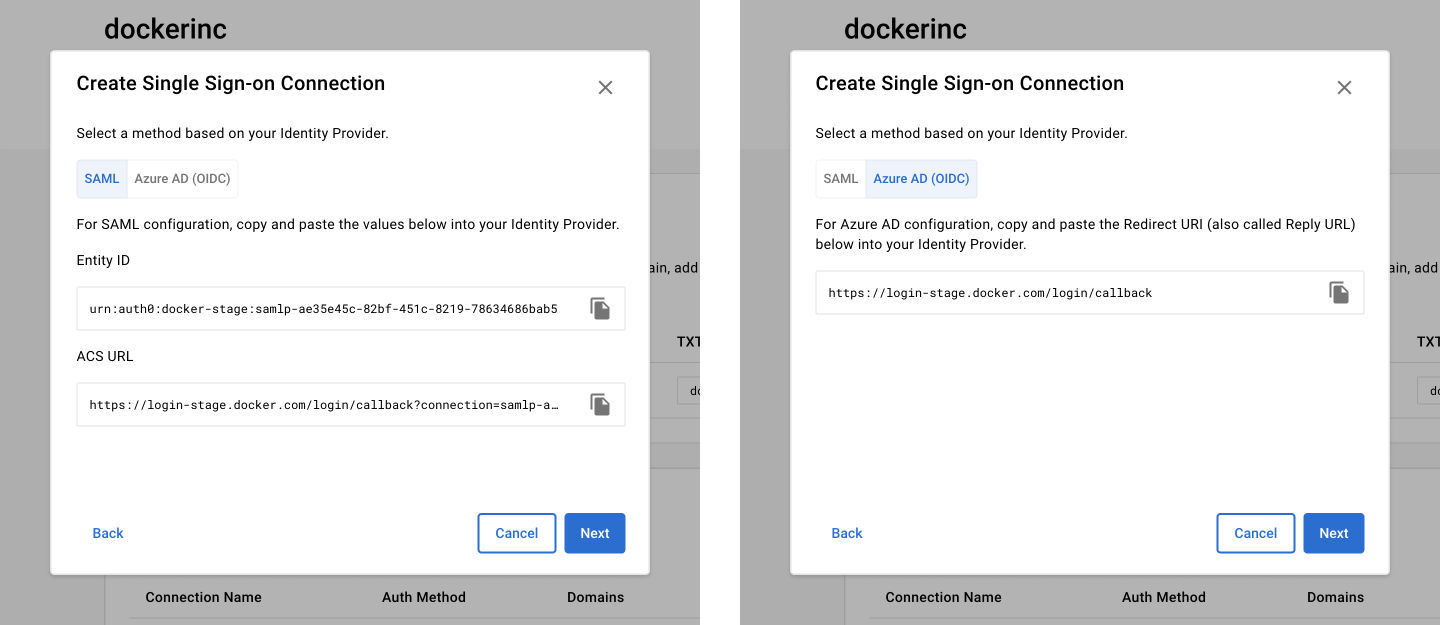 dockerinc
Create Single Sign-on Connection
Select a method based on your Identity Provider.
SAML Azure AD (OIDC)
For SAML configuration, copy and paste the values below into your Identity Provider.
Entity ID
urn:auth0:docker-stage:samlp-ae35e45c-82bf-451c-8219-78634686bab5
ACS URL
https://login-stage.docker.com/login/callback?connection=samlp-a…
Back Cancel Next
ain, add
TXT
do
Connection Name Auth Method Domains
dockerinc
Create Single Sign-on Connection
Select a method based on your Identity Provider.
SAML Azure AD (OIDC)
For Azure AD configuration, copy and paste the Redirect URI (also called Reply URL)
below into your Identity Provider.
https://login-stage.docker.com/login/callback
Back Cancel Next
ain, add
TXT
do
Connection Name Auth Method Domains